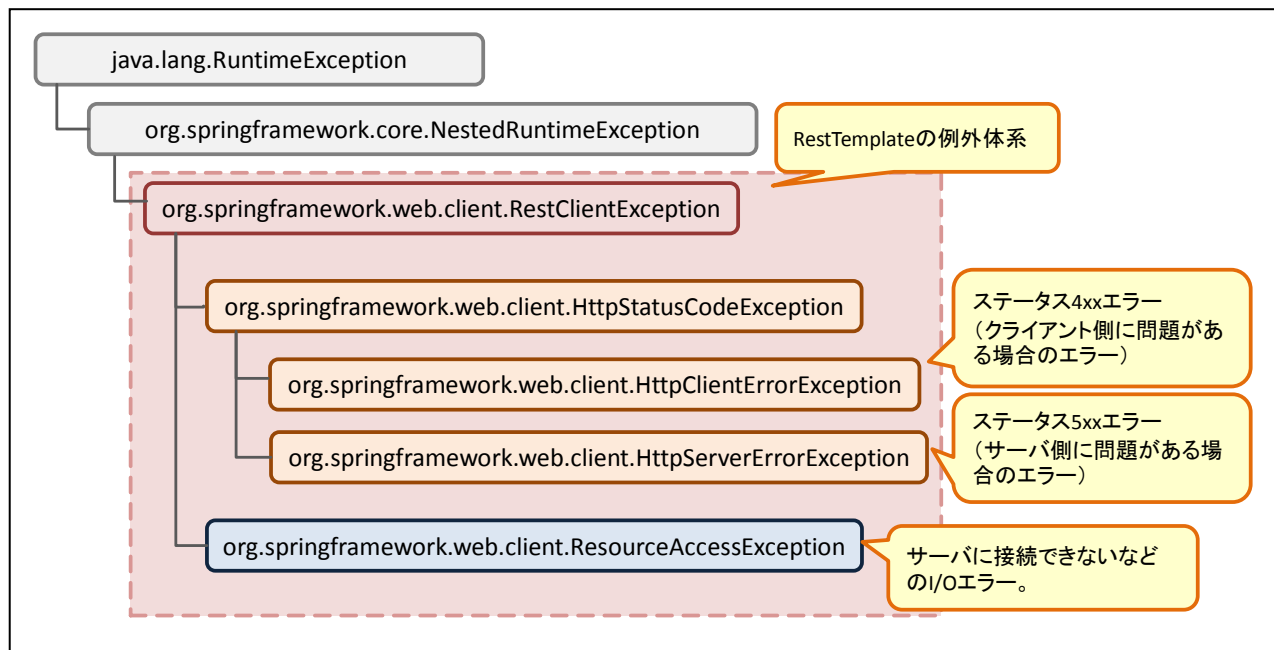 java.lang.RuntimeException
org.springframework.core.NestedRuntimeException
RestTemplateの例外体系
org.springframework.web.client.RestClientException
org.springframework.web.client.HttpStatusCodeException
ステータス4xxエラー
（クライアント側に問題があ
る場合のエラー）
org.springframework.web.client.HttpClientErrorException
ステータス5xxエラー
（サーバ側に問題がある場
合のエラー）
org.springframework.web.client.HttpServerErrorException
org.springframework.web.client.ResourceAccessException
サーバに接続できないなど
のI/Oエラー。